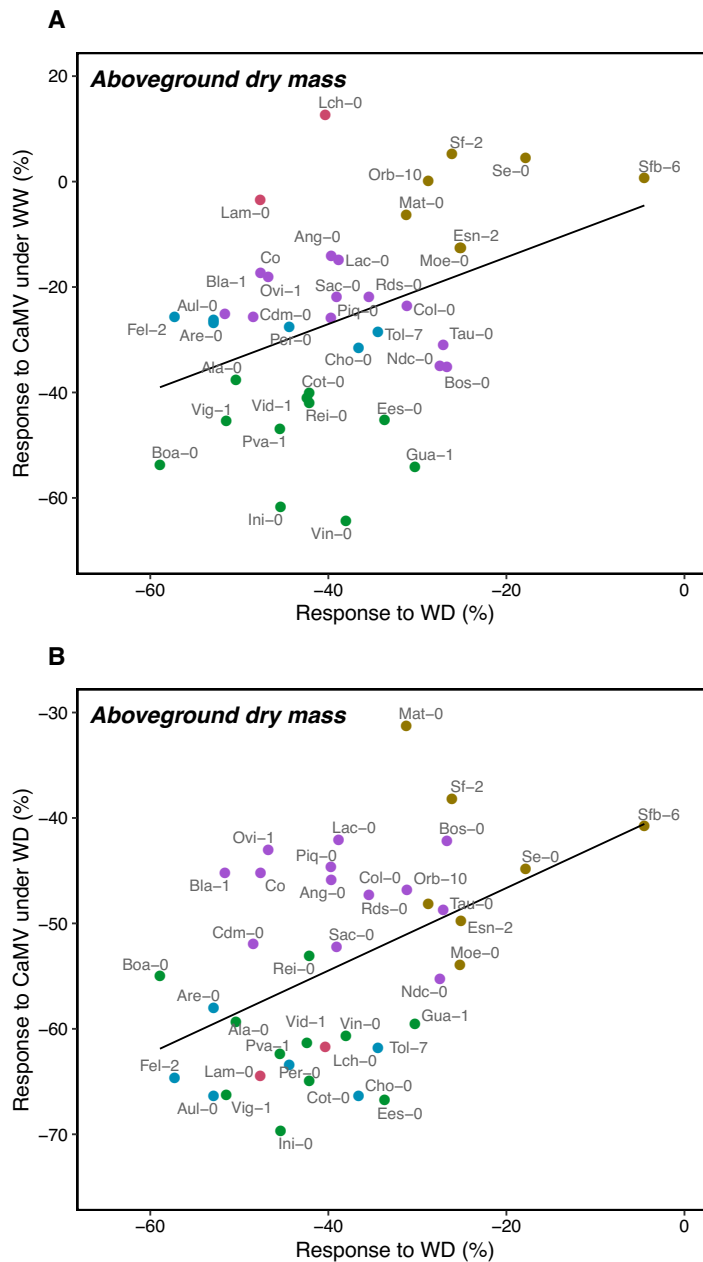 A
Aboveground dry mass
Response to CaMV under WW (%)
20
0
−20
−40
−60
Lch−0
Sf−2
Se−0
Sfb−6
Orb−10
Mat−0
Lam−0
Esn−2
Ang−0
Co
Lac−0
Moe−0
Bla−1
Ovi−1
Sac−0
Rds−0
Aul−0
Cdm−0
Piq−0
Col−0
Fel−2
Are−0
Per−0
Tol−7
Tau−0
Cho−0
Ndc−0
Ala−0
Cot−0
Bos−0
Vig−1
Vid−1
Rei−0
Ees−0
Pva−1
Boa−0
Gua−1
Ini−0
Vin−0
−60
−40
−20
0
Response to WD (%)
B
Aboveground dry mass
Response to CaMV under WD (%)
−30
−40
−50
−60
−70
Mat−0
Sf−2
Sfb−6
Lac−0
Bos−0
Ovi−1
Piq−0
Se−0
Bla−1
Co
Ang−0
Col−0
Orb−10
Rds−0
Tau−0
Cdm−0
Sac−0
Esn−2
Boa−0
Rei−0
Moe−0
Are−0
Ndc−0
Ala−0
Vid−1
Vin−0
Gua−1
Pva−1
Fel−2
Lam−0
Per−0
Lch−0
Tol−7
Aul−0
Vig−1
Cot−0
Cho−0
Ees−0
Ini−0
−60
−40
−20
0
Response to WD (%)